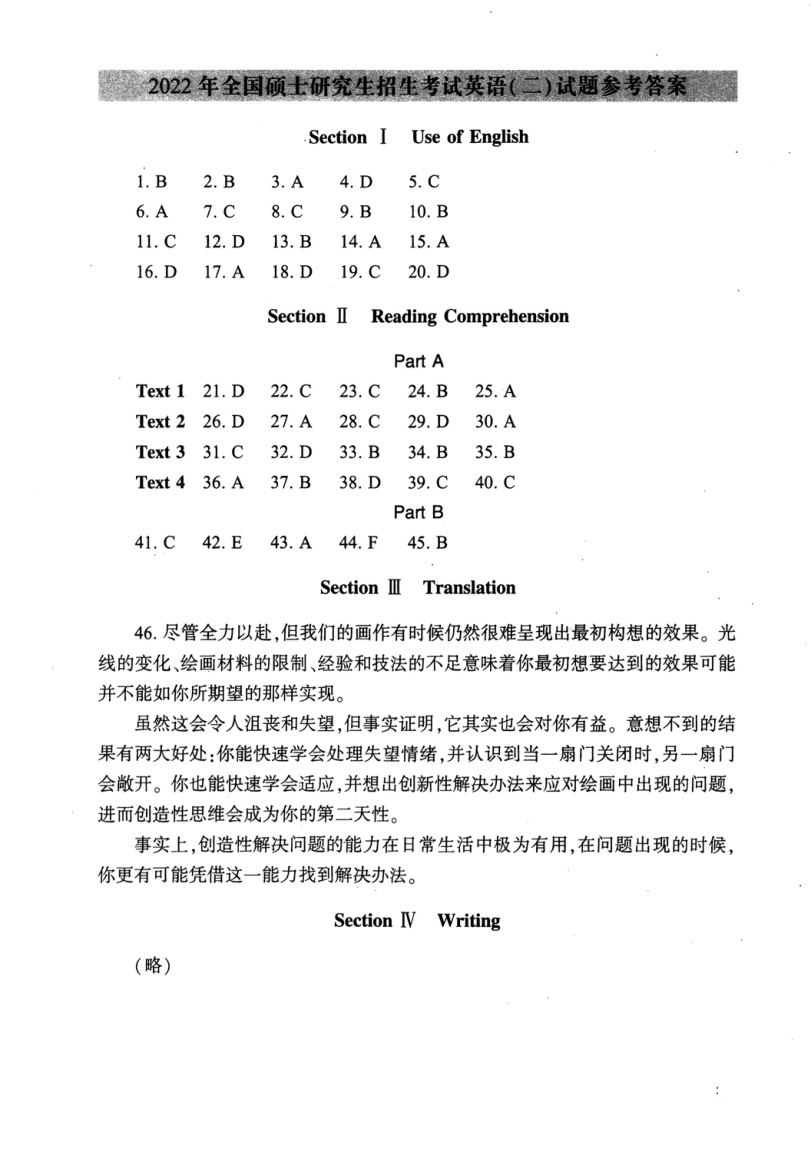 2022年全国硕士研究生招生考试英语(二)试题参考答案
Section Ⅰ Use of English
1. B 2. B 3. A 4. D 5. C
6. A 7. C 8. C 9. B 10. B
11. C 12. D 13. B 14. A 15. A
16. D 17. A 18. D 19. C 20. D
Section Ⅱ Reading Comprehension
Part A
Text 1 21. D 22. C 23. C 24. B 25. A
Text 2 26. D 27. A 28. C 29. D 30. A
Text 3 31. C 32. D 33. B 34. B 35. B
Text 4 36. A 37. B 38. D 39. C 40. C
Part B
41. C 42. E 43. A 44. F 45. B
Section Ⅲ Translation
46. 尽管全力以赴,但我们的画作有时候仍然很难呈现出最初构想的效果。光
线的变化、绘画材料的限制、经验和技法的不足意味着你最初想要达到的效果可能
并不能如你所期望的那样实现。
虽然这会令人沮丧和失望,但事实证明,它其实也会对你有益。意想不到的结
果有两大好处:你能快速学会处理失望情绪,并认识到当一扇门关闭时,另一扇门
会敞开。你也能快速学会适应,并想出创新性解决办法来应对绘画中出现的问题,
进而创造性思维会成为你的第二天性。
事实上,创造性解决问题的能力在日常生活中极为有用,在问题出现的时候,
你更有可能凭借这一能力找到解决办法。
Section Ⅳ Writing
(略)